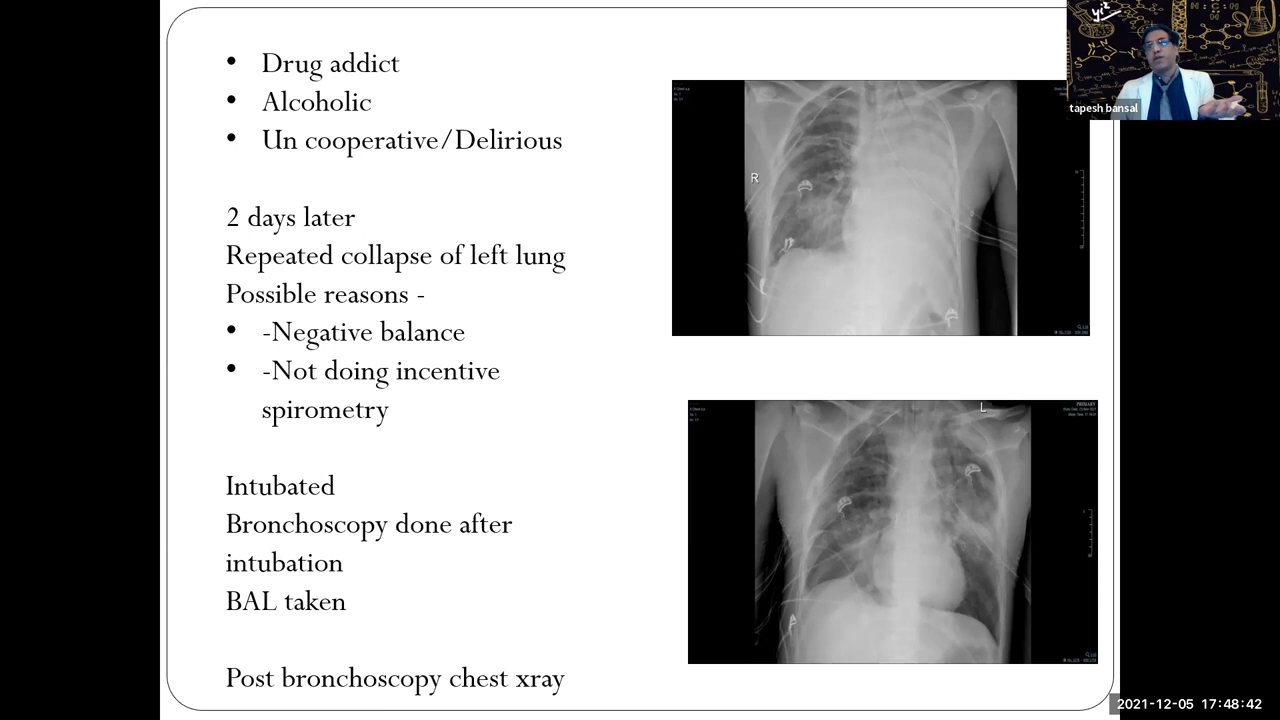 • Drug addict
• Alcoholic
• Un cooperative/Delirious
2 days later
Repeated collapse of left lung
Possible reasons -
• -Negative balance
• -Not doing incentive
spirometry
Intubated
Bronchoscopy done after
intubation
BAL taken
Post bronchoscopy chest xray
R
L
tapesh bansal
2021-12-05 17:48:42